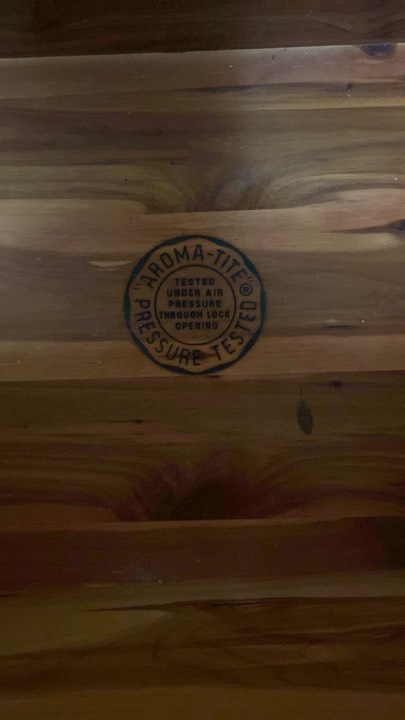 "AROMA-TITE"®
TESTED
UNDER AIR
PRESSURE
THROUGH LOCK
OPENING
PRESSURE TESTED